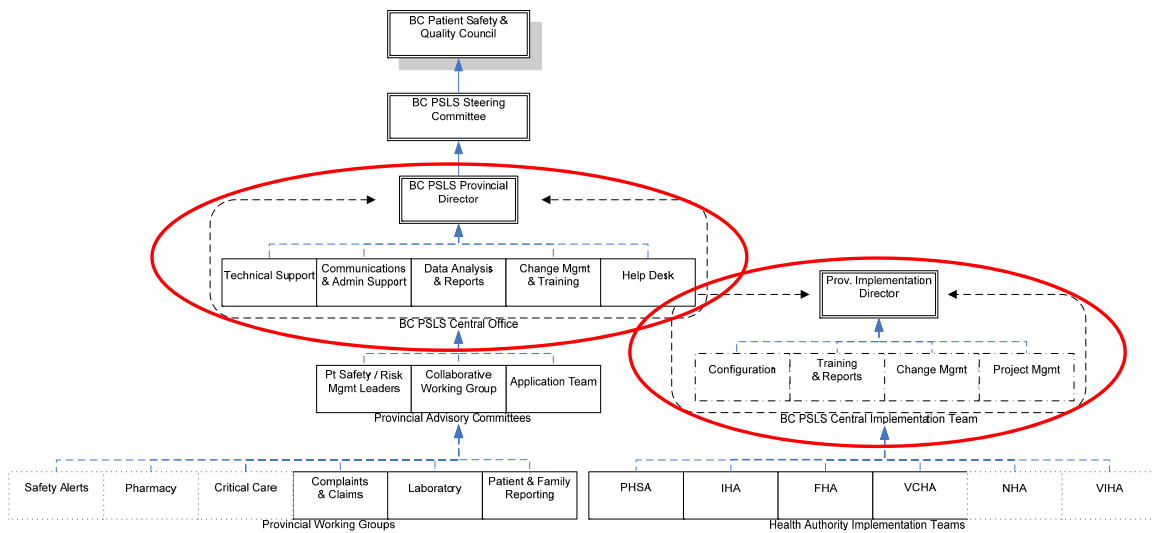 BC Patient Safety &
Quality Council
BC PSLS Steering
Committee
BC PSLS Provincial
Director
Technical Support
Communications
& Admin Support
Data Analysis
& Reports
Change Mgmt
& Training
Help Desk
BC PSLS Central Office
Prov. Implementation
Director
Configuration
Training
& Reports
Change Mgmt
Project Mgmt
BC PSLS Central Implementation Team
Pt Safety / Risk
Mgmt Leaders
Collaborative
Working Group
Application Team
Provincial Advisory Committees
Safety Alerts
Pharmacy
Critical Care
Complaints
& Claims
Laboratory
Patient & Family
Reporting
Provincial Working Groups
PHSA
IHA
FHA
VCHA
NHA
VIHA
Health Authority Implementation Teams